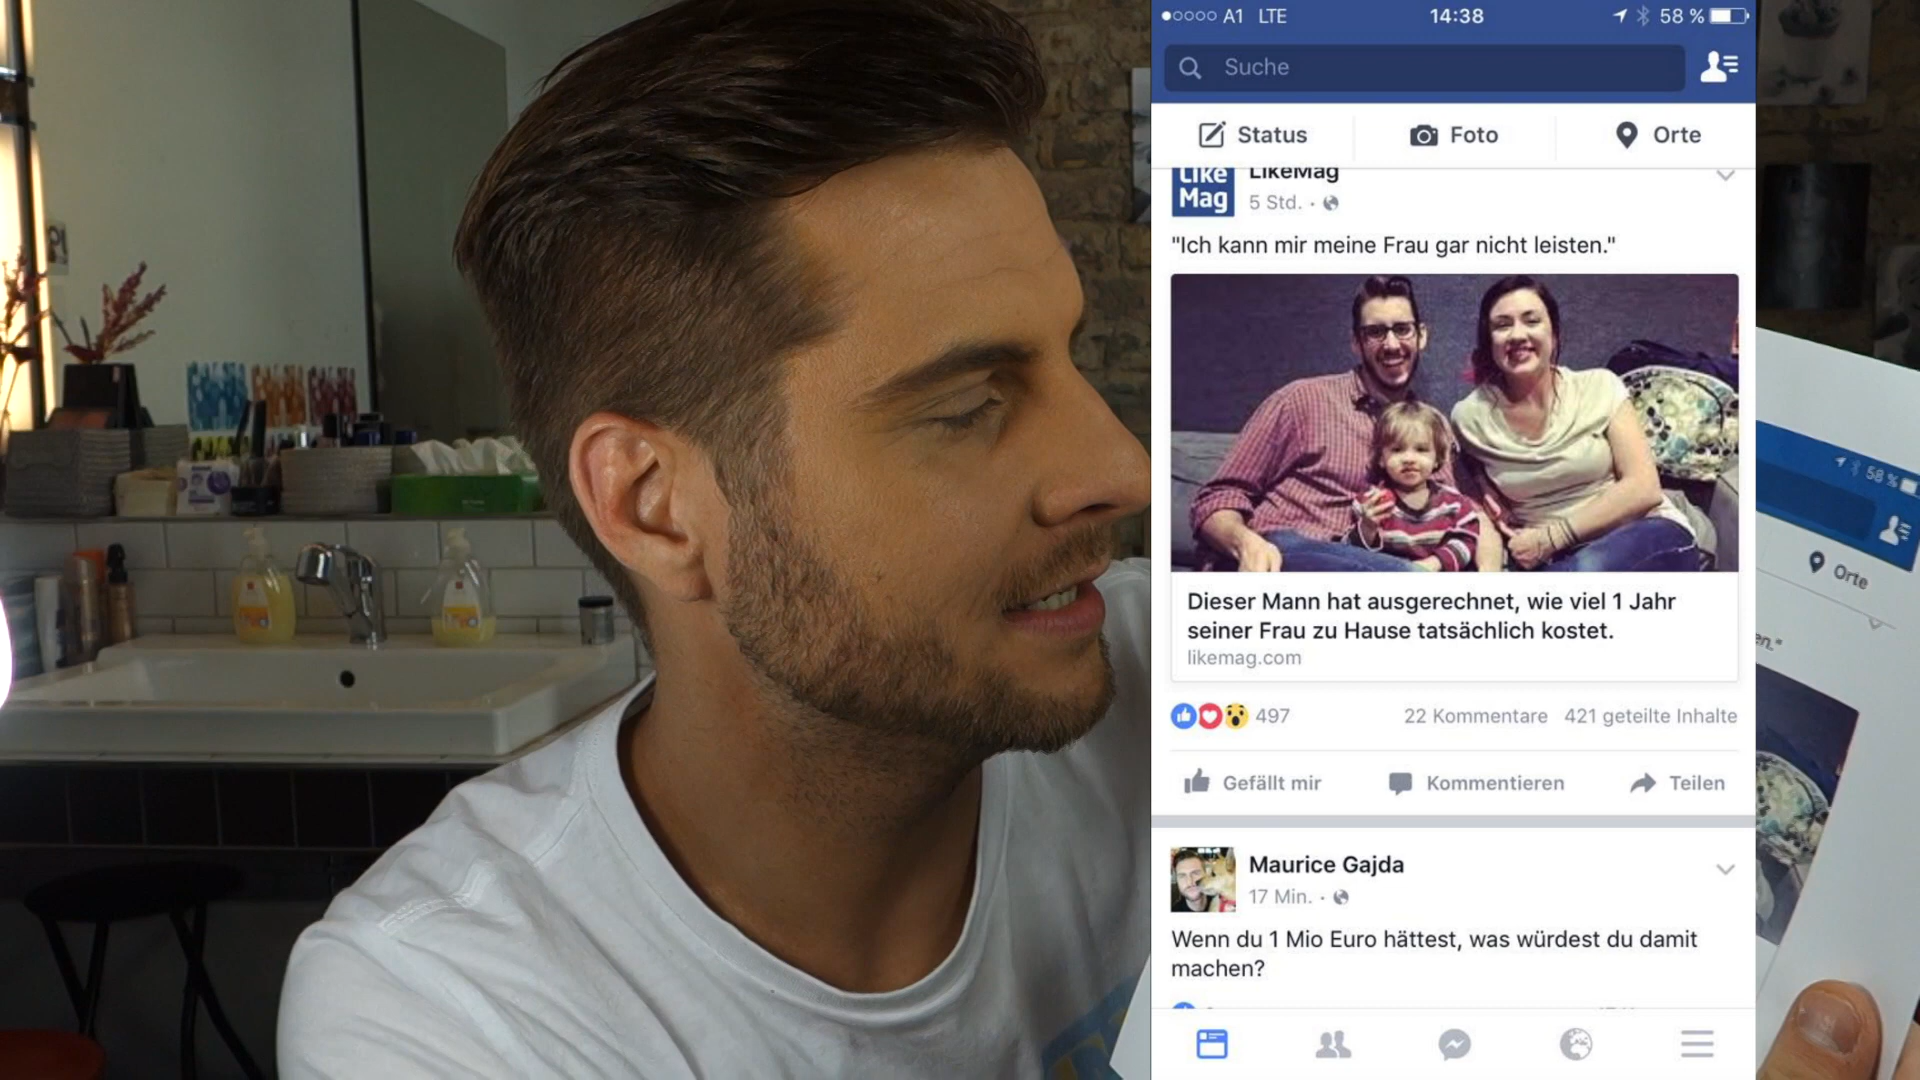 A1 LTE 14:38 58 %
Suche
Status Foto Orte
Like
Mag
LikeMag
5 Std.
"Ich kann mir meine Frau gar nicht leisten."
Dieser Mann hat ausgerechnet, wie viel 1 Jahr
seiner Frau zu Hause tatsächlich kostet.
likemag.com
497 22 Kommentare 421 geteilte Inhalte
Gefällt mir Kommentieren Teilen
Maurice Gajda
17 Min.
Wenn du 1 Mio Euro hättest, was würdest du damit
machen?
58 %
Orte
en."